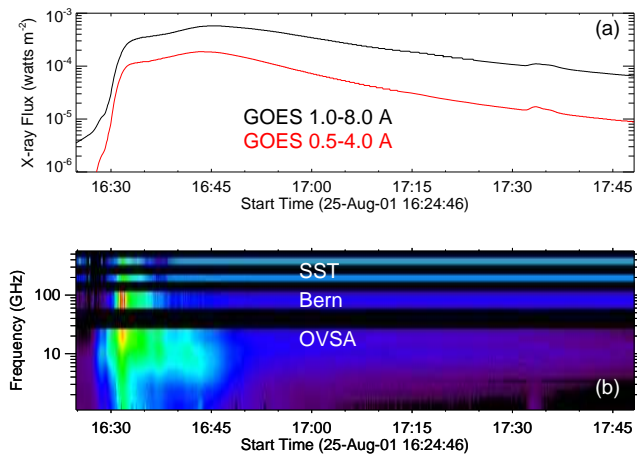 (a)
X-ray Flux (watts m-2)
10-3
10-4
10-5
10-6
GOES 1.0-8.0 A
GOES 0.5-4.0 A
16:30 16:45 17:00 17:15 17:30 17:45
Start Time (25-Aug-01 16:24:46)
Frequency (GHz)
100
10
SST
Bern
OVSA
(b)
16:30 16:45 17:00 17:15 17:30 17:45
Start Time (25-Aug-01 16:24:46)